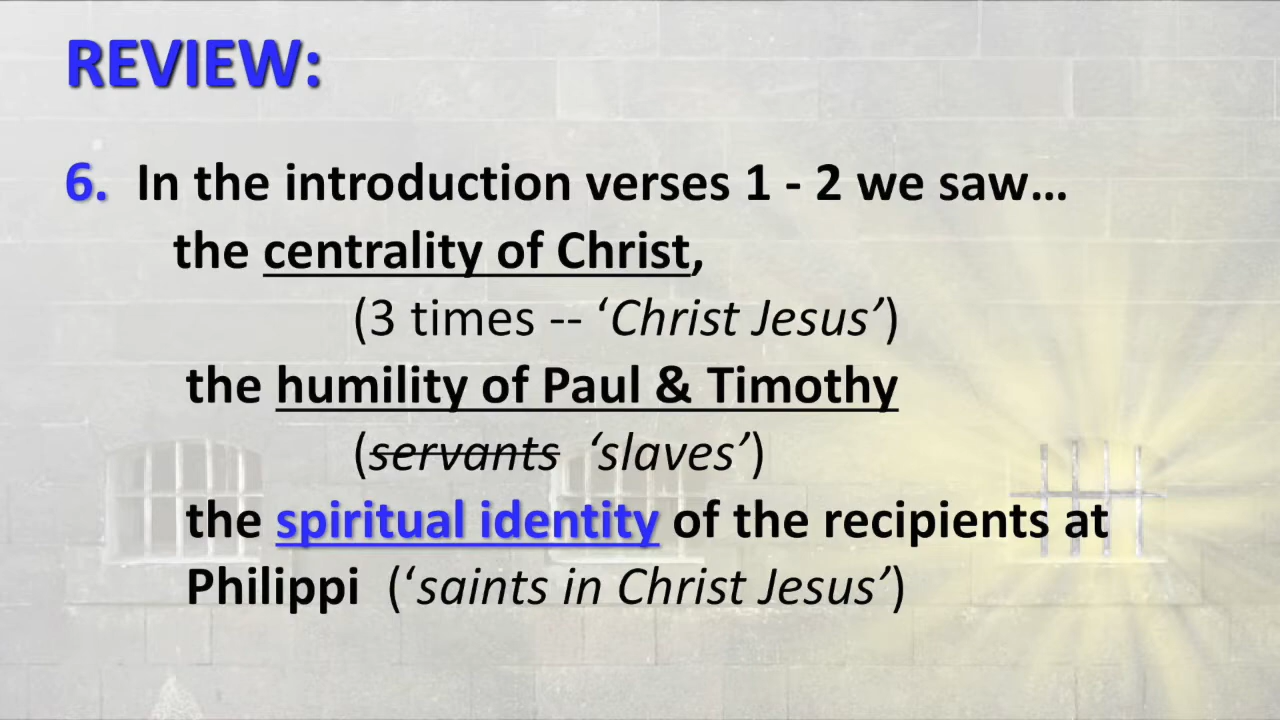 REVIEW:
6. In the introduction verses 1 - 2 we saw…
the centrality of Christ,
(3 times -- ‘Christ Jesus’)
the humility of Paul & Timothy
(servants ‘slaves’)
the spiritual identity of the recipients at
Philippi (‘saints in Christ Jesus’)